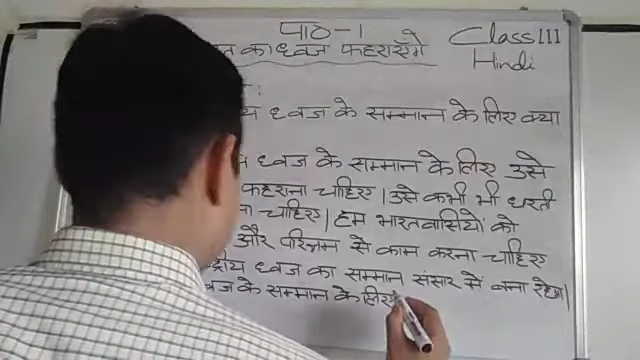 पाठ-1
Class III
का ध्वज फहराएँगे
Hindi
ध्वज के सम्मान के लिए क्या
ध्वज के सम्मान के लिए उसे
फहराना चाहिए | उसे कभी भी धरती
चाहिए | हम भारतवासियों को
और परिश्रम से काम करना चाहिए
ध्वज का सम्मान संसार में बना रहेगा |
के सम्मान के लिए